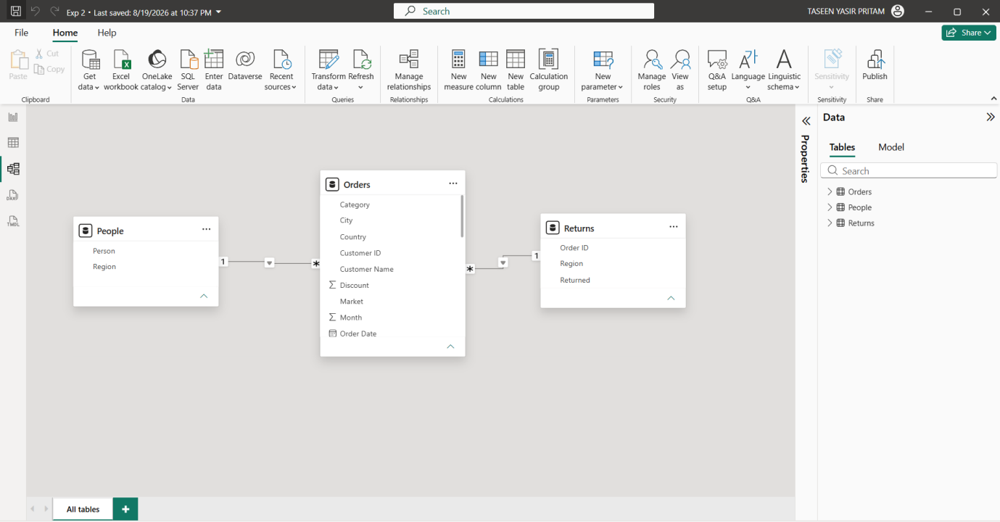 Exp 2 • Last saved: 8/19/2026 at 10:37 PM
Search
TASEEN YASIR PRITAM
File
Home
Help
Share
Paste
Cut
Copy
Clipboard
Get
data
Excel
workbook
OneLake
catalog
SQL
Server
Enter
data
Dataverse
Recent
sources
Data
Transform
data
Refresh
Queries
Manage
relationships
Relationships
New
measure
New
column
New
table
Calculation
group
Calculations
New
parameter
Parameters
Manage
roles
View
as
Security
Q&A
setup
Language
Linguistic
schema
Q&A
Sensitivity
Sensitivity
Publish
Share
DAX
TMDL
People
Person
Region
1
*
Orders
Category
City
Country
Customer ID
Customer Name
Σ Discount
Market
Σ Month
Order Date
*
1
Returns
Order ID
Region
Returned
Properties
Data
Tables
Model
Search
Orders
People
Returns
All tables